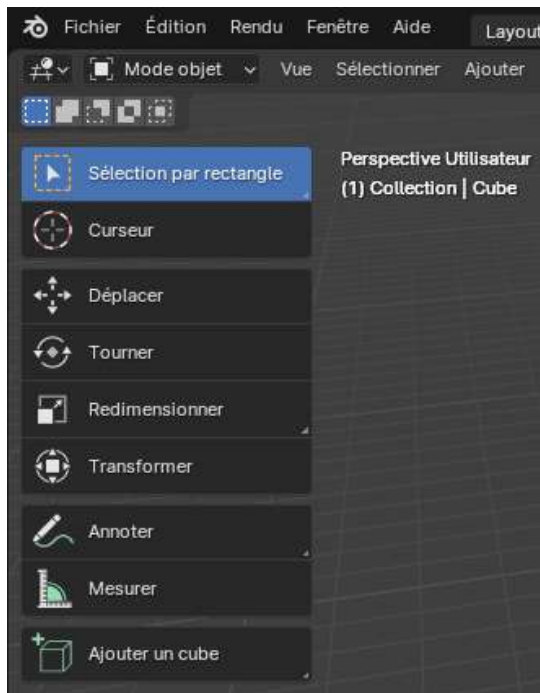 Fichier Édition Rendu Fenêtre Aide Layout
Mode objet Vue Sélectionner Ajouter
Sélection par rectangle
Perspective Utilisateur
(1) Collection | Cube
Curseur
Déplacer
Tourner
Redimensionner
Transformer
Annoter
Mesurer
Ajouter un cube